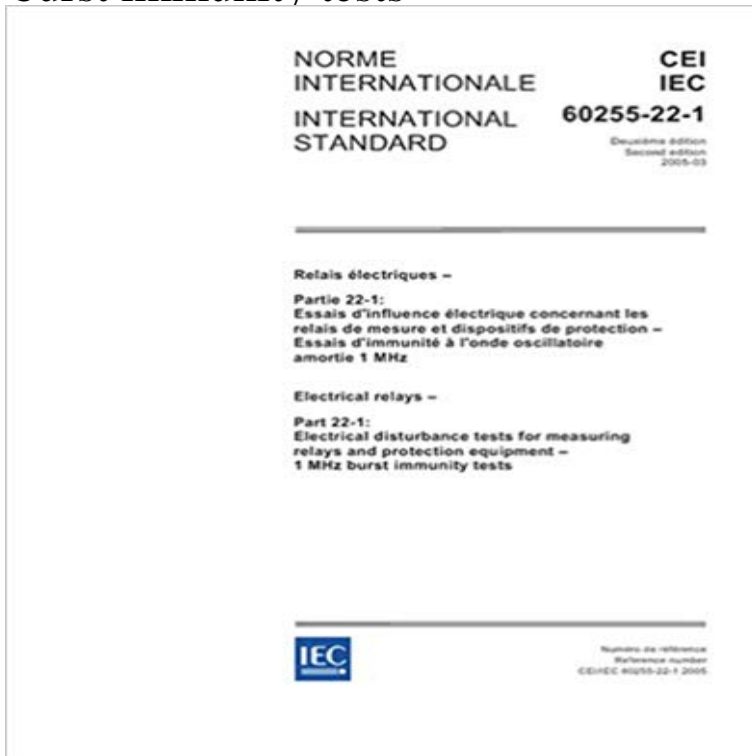 burst immunity tests
NORME
INTERNATIONALE
INTERNATIONAL
STANDARD
CEI
IEC
60255-22-1
Deuxième édition
Second edition
2005-03
Relais électriques –
Partie 22-1:
Essais d'influence électrique concernant les
relais de mesure et dispositifs de protection –
Essais d'immunité à l'onde oscillatoire
amortie 1 MHz
Electrical relays –
Part 22-1:
Electrical disturbance tests for measuring
relays and protection equipment –
1 MHz burst immunity tests
IEC
Numéro de référence
Reference number
CEI/IEC 60255-22-1:2005